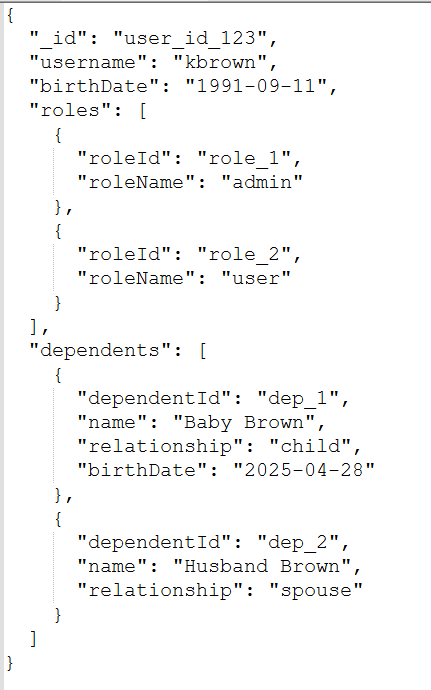 {
  "_id": "user_id_123",
  "username": "kbrown",
  "birthDate": "1991-09-11",
  "roles": [
    {
      "roleId": "role_1",
      "roleName": "admin"
    },
    {
      "roleId": "role_2",
      "roleName": "user"
    }
  ],
  "dependents": [
    {
      "dependentId": "dep_1",
      "name": "Baby Brown",
      "relationship": "child",
      "birthDate": "2025-04-28"
    },
    {
      "dependentId": "dep_2",
      "name": "Husband Brown",
      "relationship": "spouse"
    }
  ]
}